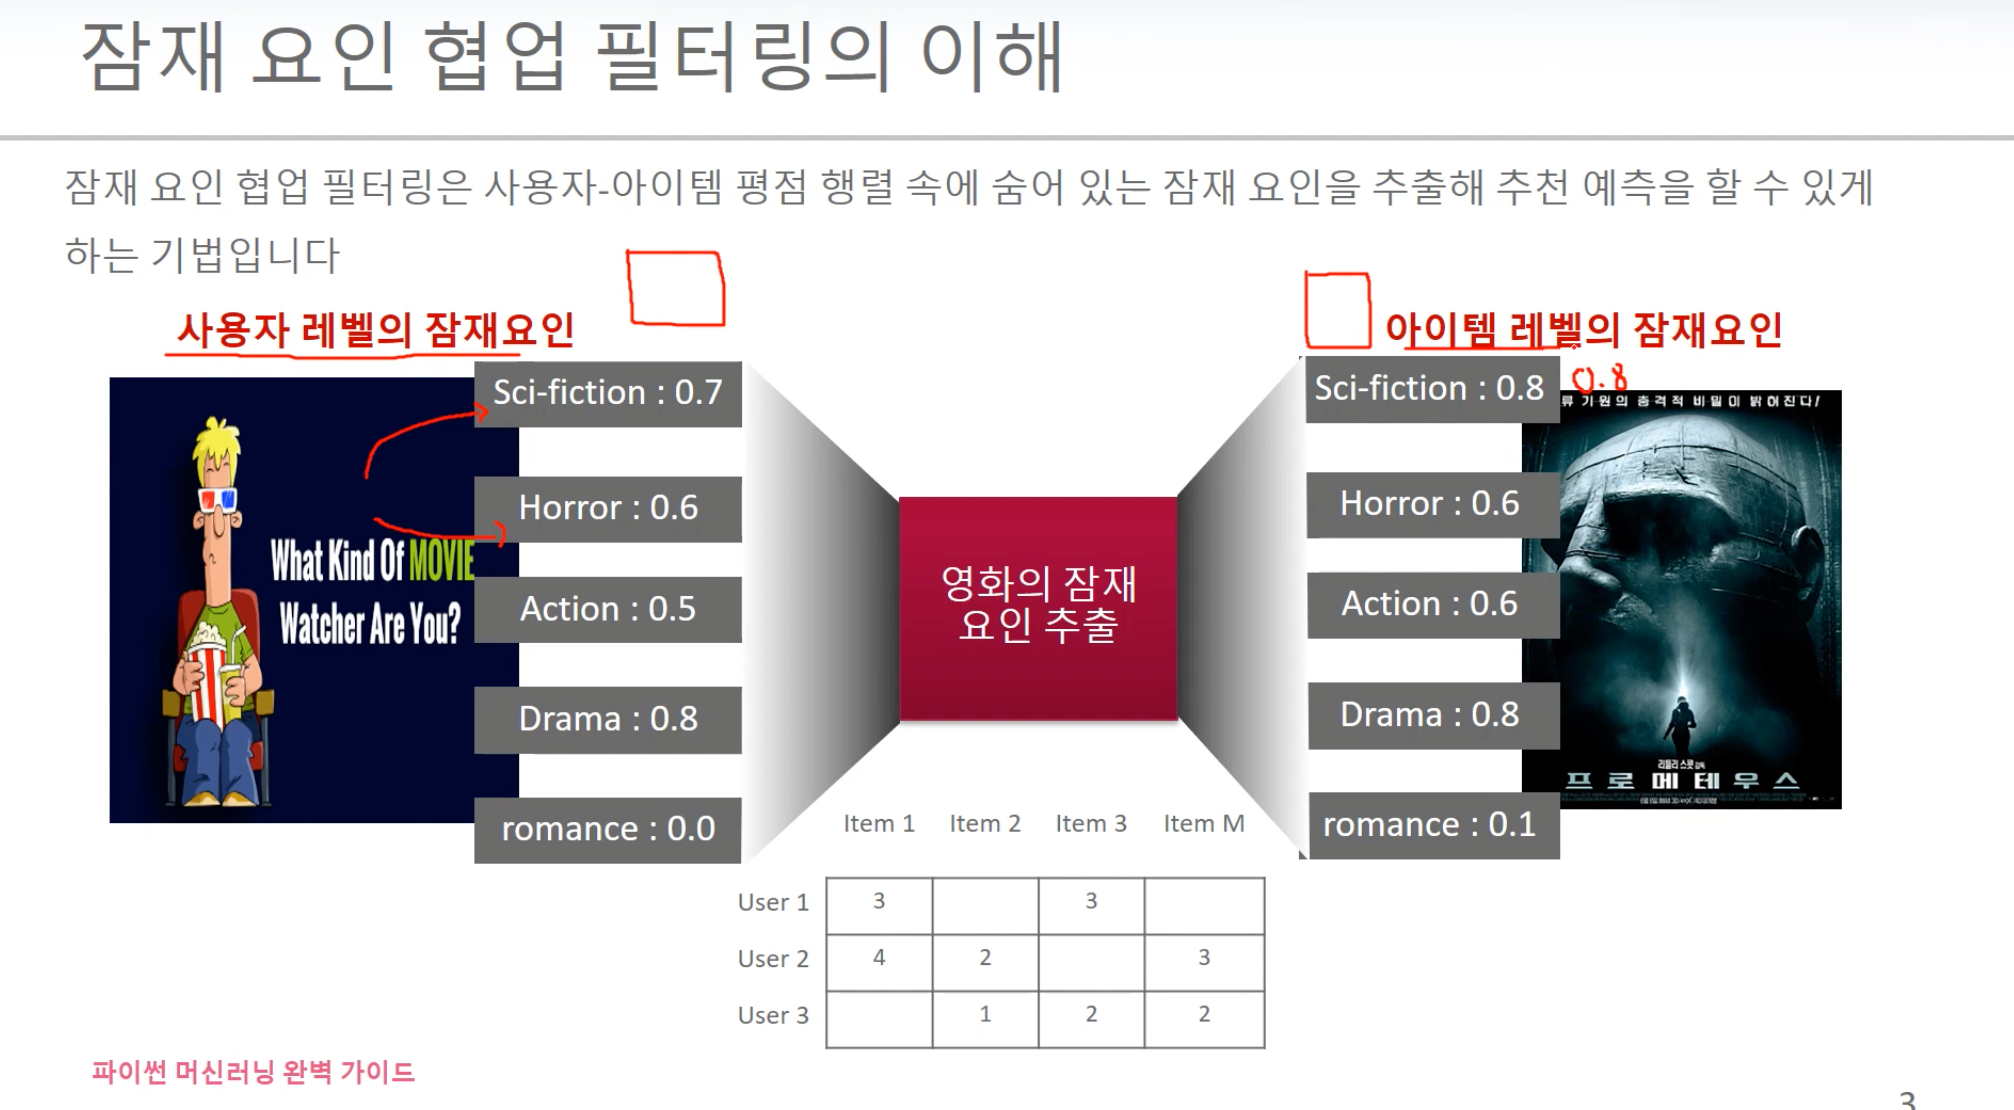 잠재 요인 협업 필터링의 이해
잠재 요인 협업 필터링은 사용자-아이템 평점 행렬 속에 숨어 있는 잠재 요인을 추출해 추천 예측을 할 수 있게
하는 기법입니다
사용자 레벨의 잠재요인
Sci-fiction : 0.7
Horror : 0.6
Action : 0.5
Drama : 0.8
romance : 0.0
What Kind Of MOVIE
Watcher Are You?
영화의 잠재
요인 추출
아이템 레벨의 잠재요인
0.8
Sci-fiction : 0.8
Horror : 0.6
Action : 0.6
Drama : 0.8
romance : 0.1
류 기원의 충격적 비밀이 밝혀진다!
리들리 스콧 감독
프로메테우스
Item 1 Item 2 Item 3 Item M
User 1 3 3
User 2 4 2 3
User 3 1 2 2
파이썬 머신러닝 완벽 가이드
3